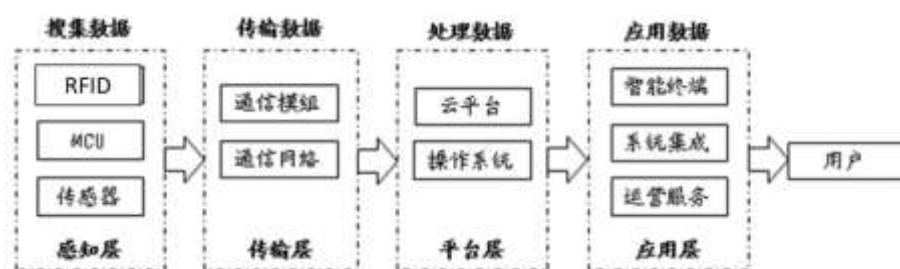 搜集数据
传输数据
处理数据
应用数据
RFID
MCU
传感器
感知层
通信模组
通信网络
传输层
云平台
操作系统
平台层
智能终端
系统集成
运营服务
应用层
用户